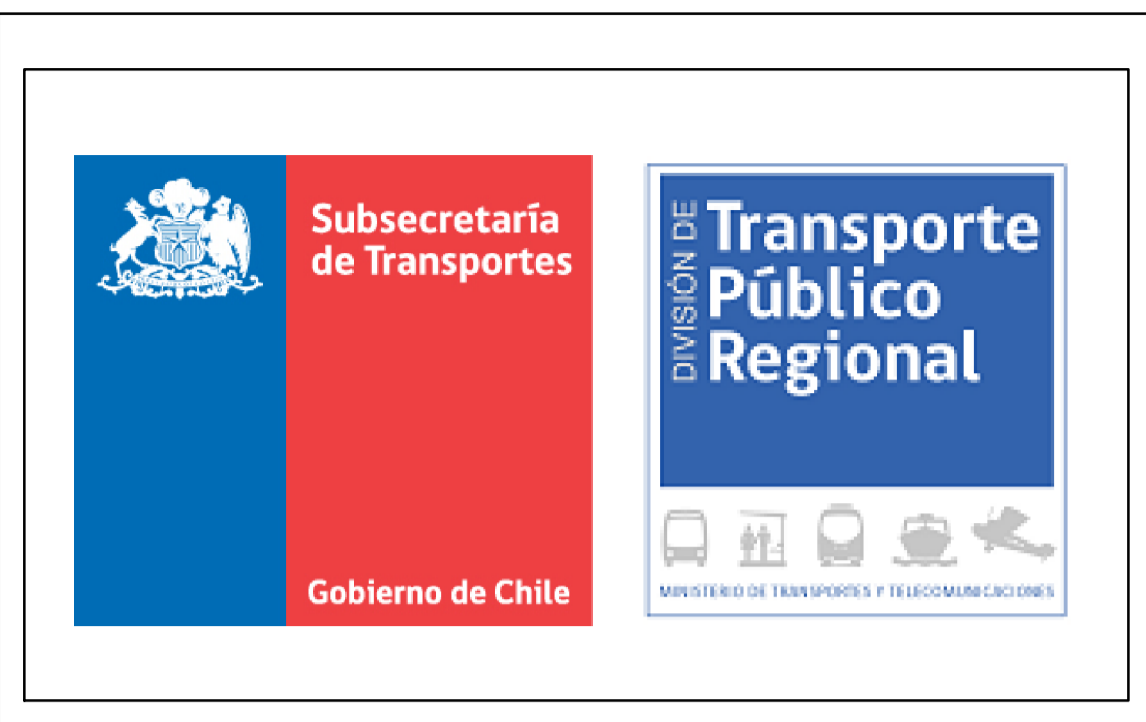 Subsecretaría
de Transportes
Gobierno de Chile
DIVISIÓN DE
Transporte
Público
Regional
MINISTERIO DE TRANSPORTES Y TELECOMUNICACIONES